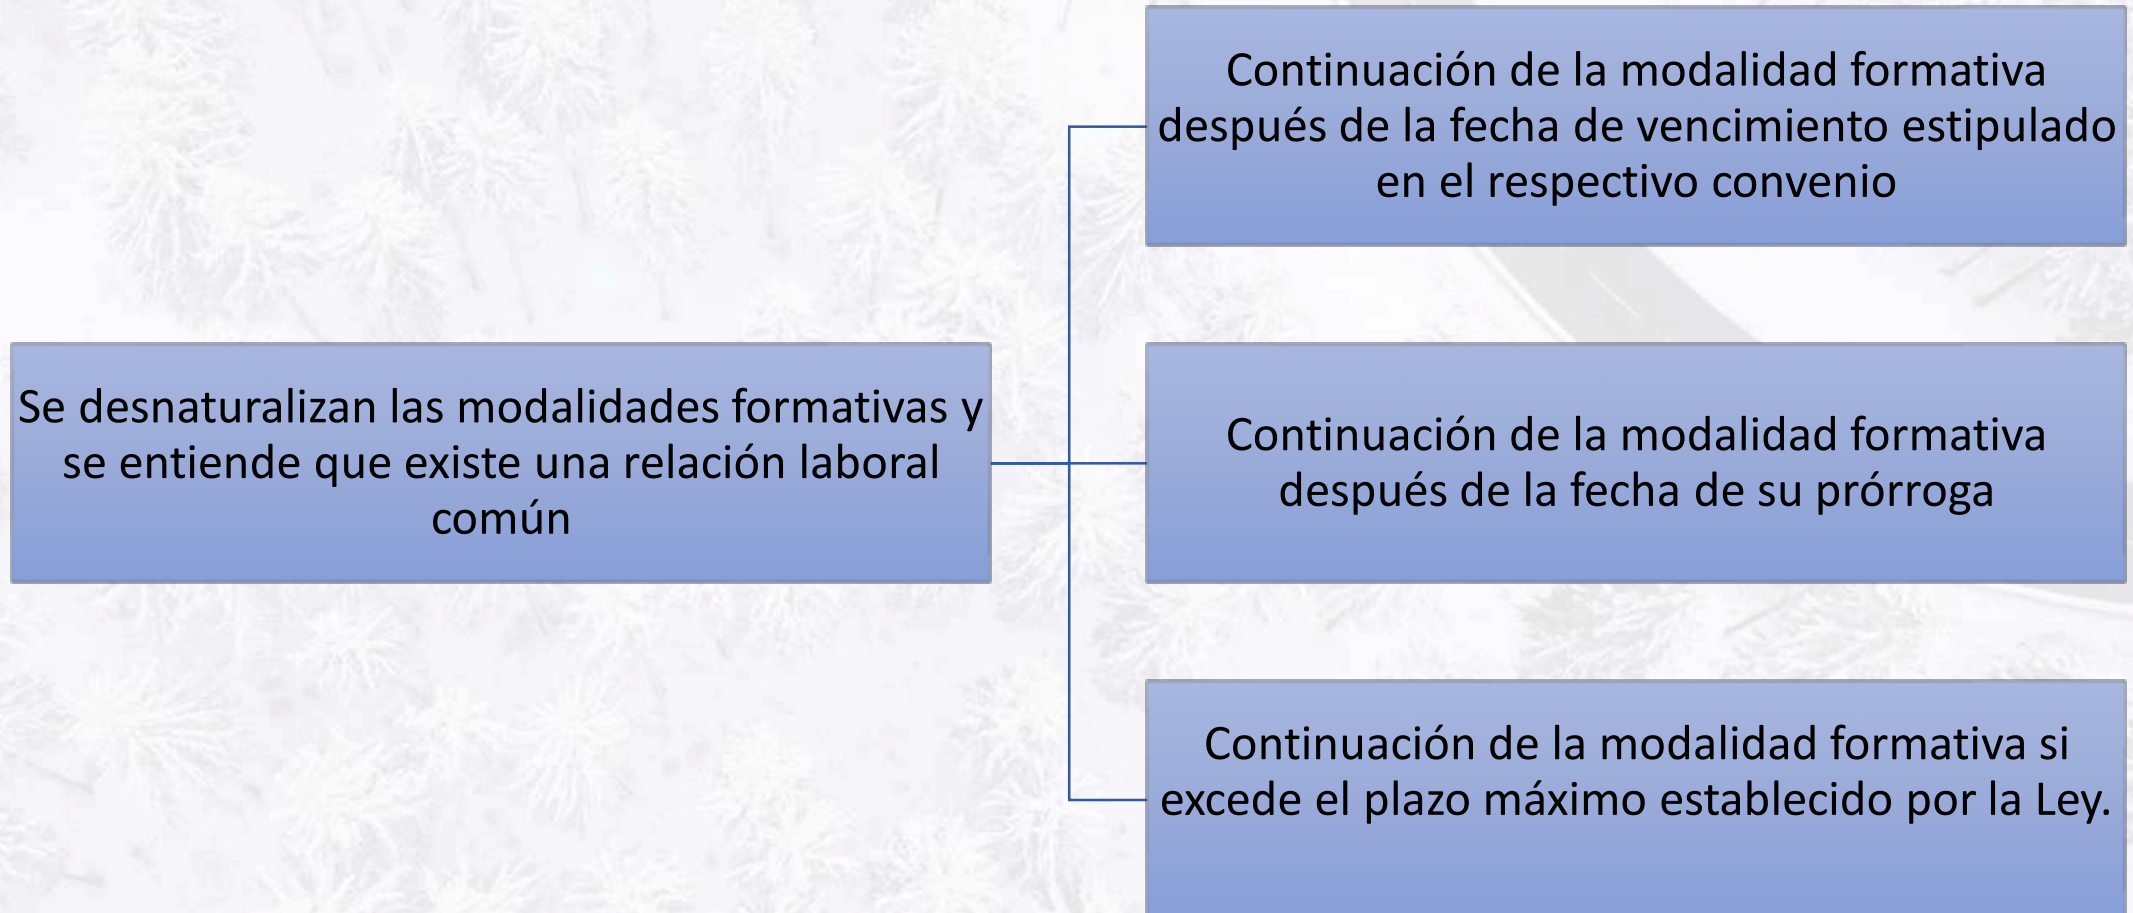 Continuación de la modalidad formativa
después de la fecha de vencimiento estipulado
en el respectivo convenio
Se desnaturalizan las modalidades formativas y
se entiende que existe una relación laboral
común
Continuación de la modalidad formativa
después de la fecha de su prórroga
Continuación de la modalidad formativa si
excede el plazo máximo establecido por la Ley.